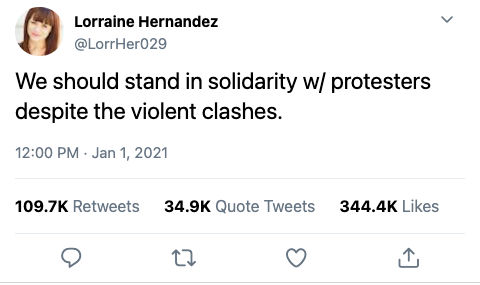 Lorraine Hernandez
@LorrHer029
We should stand in solidarity w/ protesters
despite the violent clashes.
12:00 PM · Jan 1, 2021
109.7K Retweets 34.9K Quote Tweets 344.4K Likes